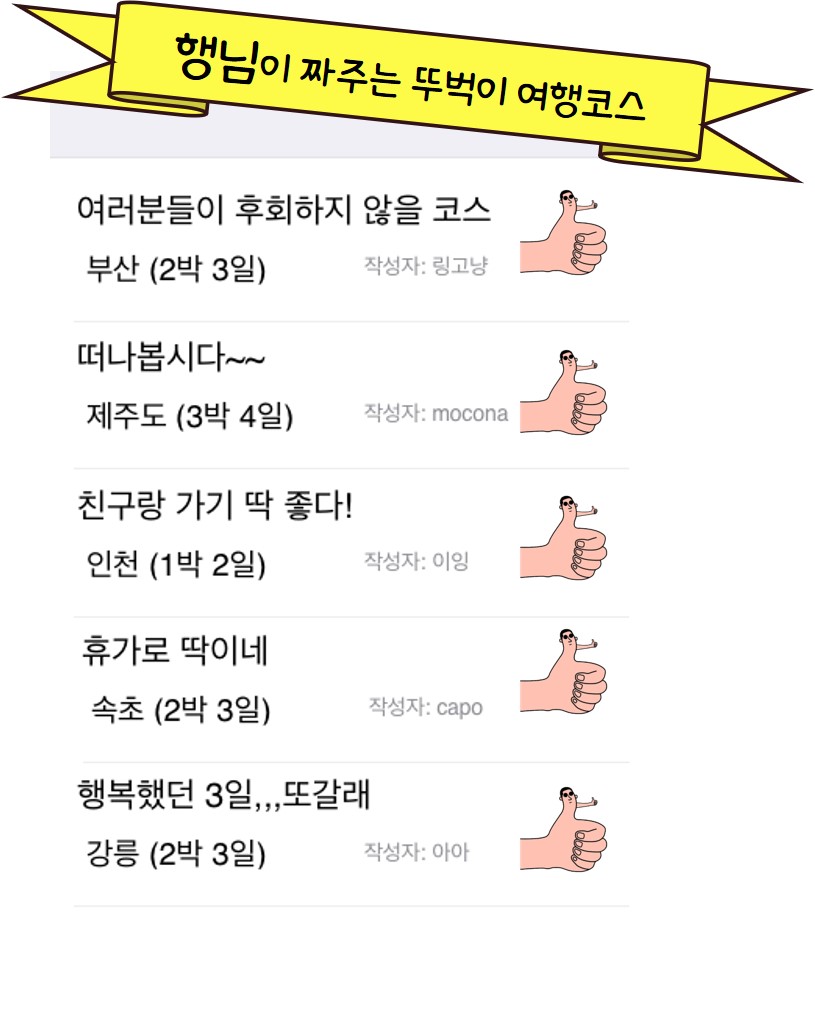 행님이 짜주는 뚜벅이 여행코스
여러분들이 후회하지 않을 코스
부산 (2박 3일) 작성자: 링고냥
떠나봅시다~~
제주도 (3박 4일) 작성자: mocona
친구랑 가기 딱 좋다!
인천 (1박 2일) 작성자: 이잉
휴가로 딱이네
속초 (2박 3일) 작성자: capo
행복했던 3일,,,또갈래
강릉 (2박 3일) 작성자: 아아